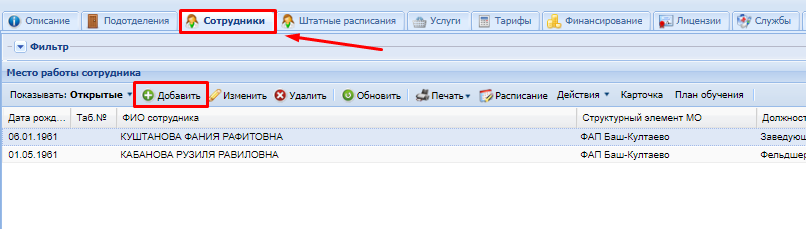 Описание Подотделения Сотрудники Штатные расписания Услуги Тарифы Финансирование Лицензии Службы
Фильтр
Место работы сотрудника
Показывать: Открытые Добавить Изменить Удалить Обновить Печать Расписание Действия Карточка План обучения
Дата рожд... Таб.№ ФИО сотрудника Структурный элемент МО Должност
06.01.1961 КУШТАНОВА ФАНИЯ РАФИТОВНА ФАП Баш-Култаево Заведующ
01.05.1961 КАБАНОВА РУЗИЛЯ РАВИЛОВНА ФАП Баш-Култаево Фельдшер